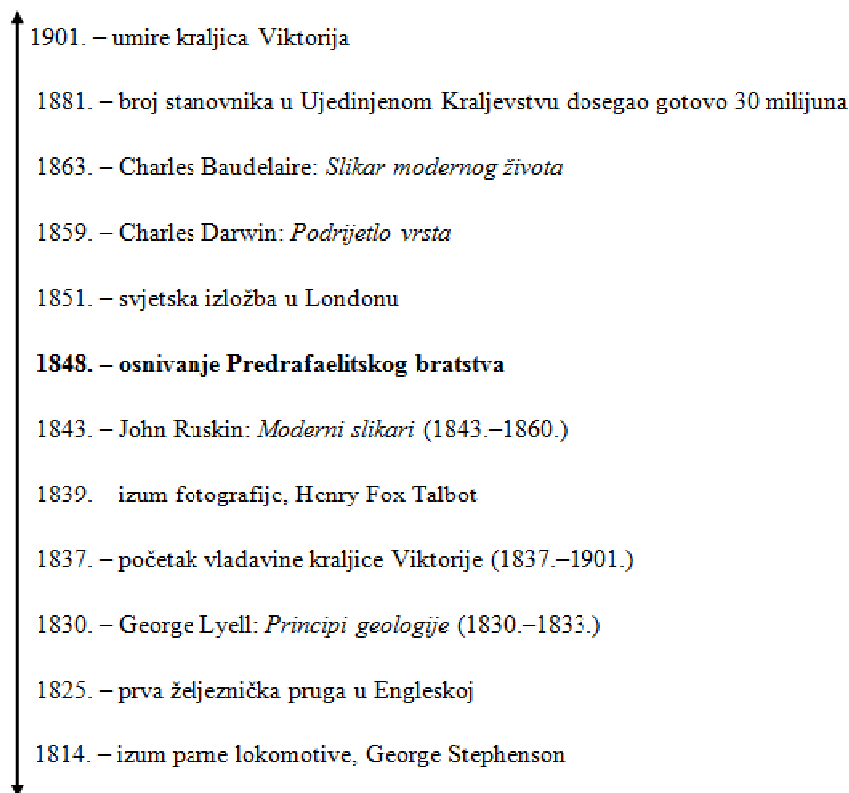 1901. – umire kraljica Viktorija
1881. – broj stanovnika u Ujedinjenom Kraljevstvu dosegao gotovo 30 milijuna
1863. – Charles Baudelaire: Slikar modernog života
1859. – Charles Darwin: Podrijetlo vrsta
1851. – svjetska izložba u Londonu
1848. – osnivanje Predrafaelitskog bratstva
1843. – John Ruskin: Moderni slikari (1843.–1860.)
1839. izum fotografije, Henry Fox Talbot
1837. – početak vladavine kraljice Viktorije (1837.–1901.)
1830. – George Lyell: Principi geologije (1830.–1833.)
1825. – prva željeznička pruga u Engleskoj
1814. – izum parne lokomotive, George Stephenson